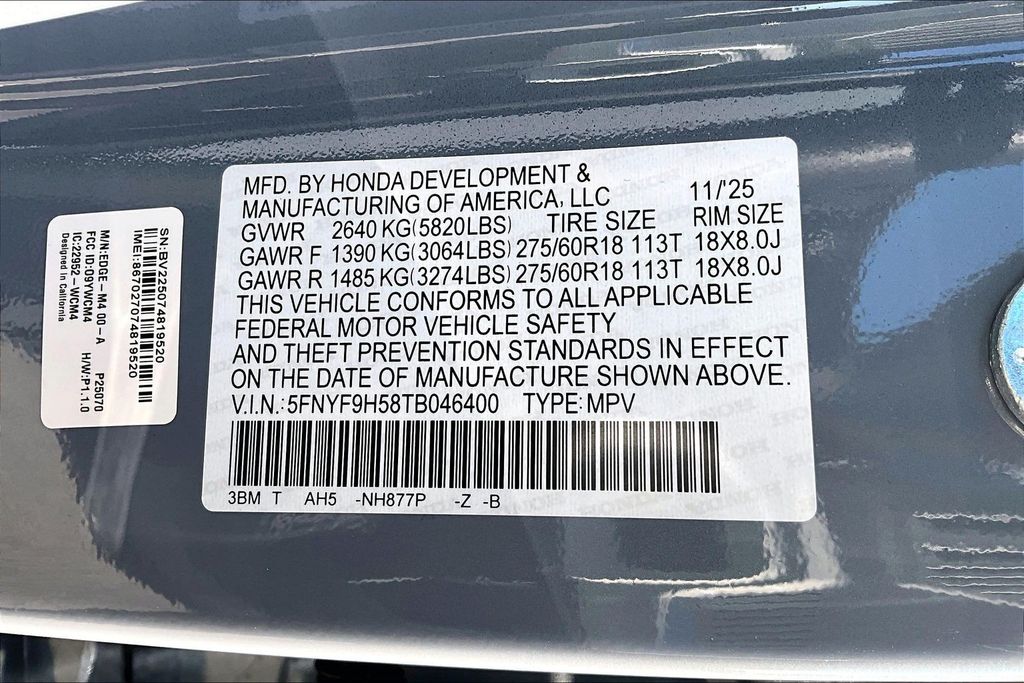 MFD. BY HONDA DEVELOPMENT &
MANUFACTURING OF AMERICA, LLC 11/'25
GVWR 2640 KG(5820LBS) TIRE SIZE RIM SIZE
GAWR F 1390 KG(3064LBS) 275/60R18 113T 18X8.0J
GAWR R 1485 KG(3274LBS) 275/60R18 113T 18X8.0J
THIS VEHICLE CONFORMS TO ALL APPLICABLE
FEDERAL MOTOR VEHICLE SAFETY
AND THEFT PREVENTION STANDARDS IN EFFECT
ON THE DATE OF MANUFACTURE SHOWN ABOVE.
V.I.N.: 5FNYF9H58TB046400 TYPE: MPV
3BM T AH5 -NH877P -Z -B
SN:BV225074819520
IMEI:867027074819520
M/N:EDGE-M4 00-A P25070
FCC ID:09YWCM4 H/W:P1.1.0
IC:22952-WCM4
Designed in California